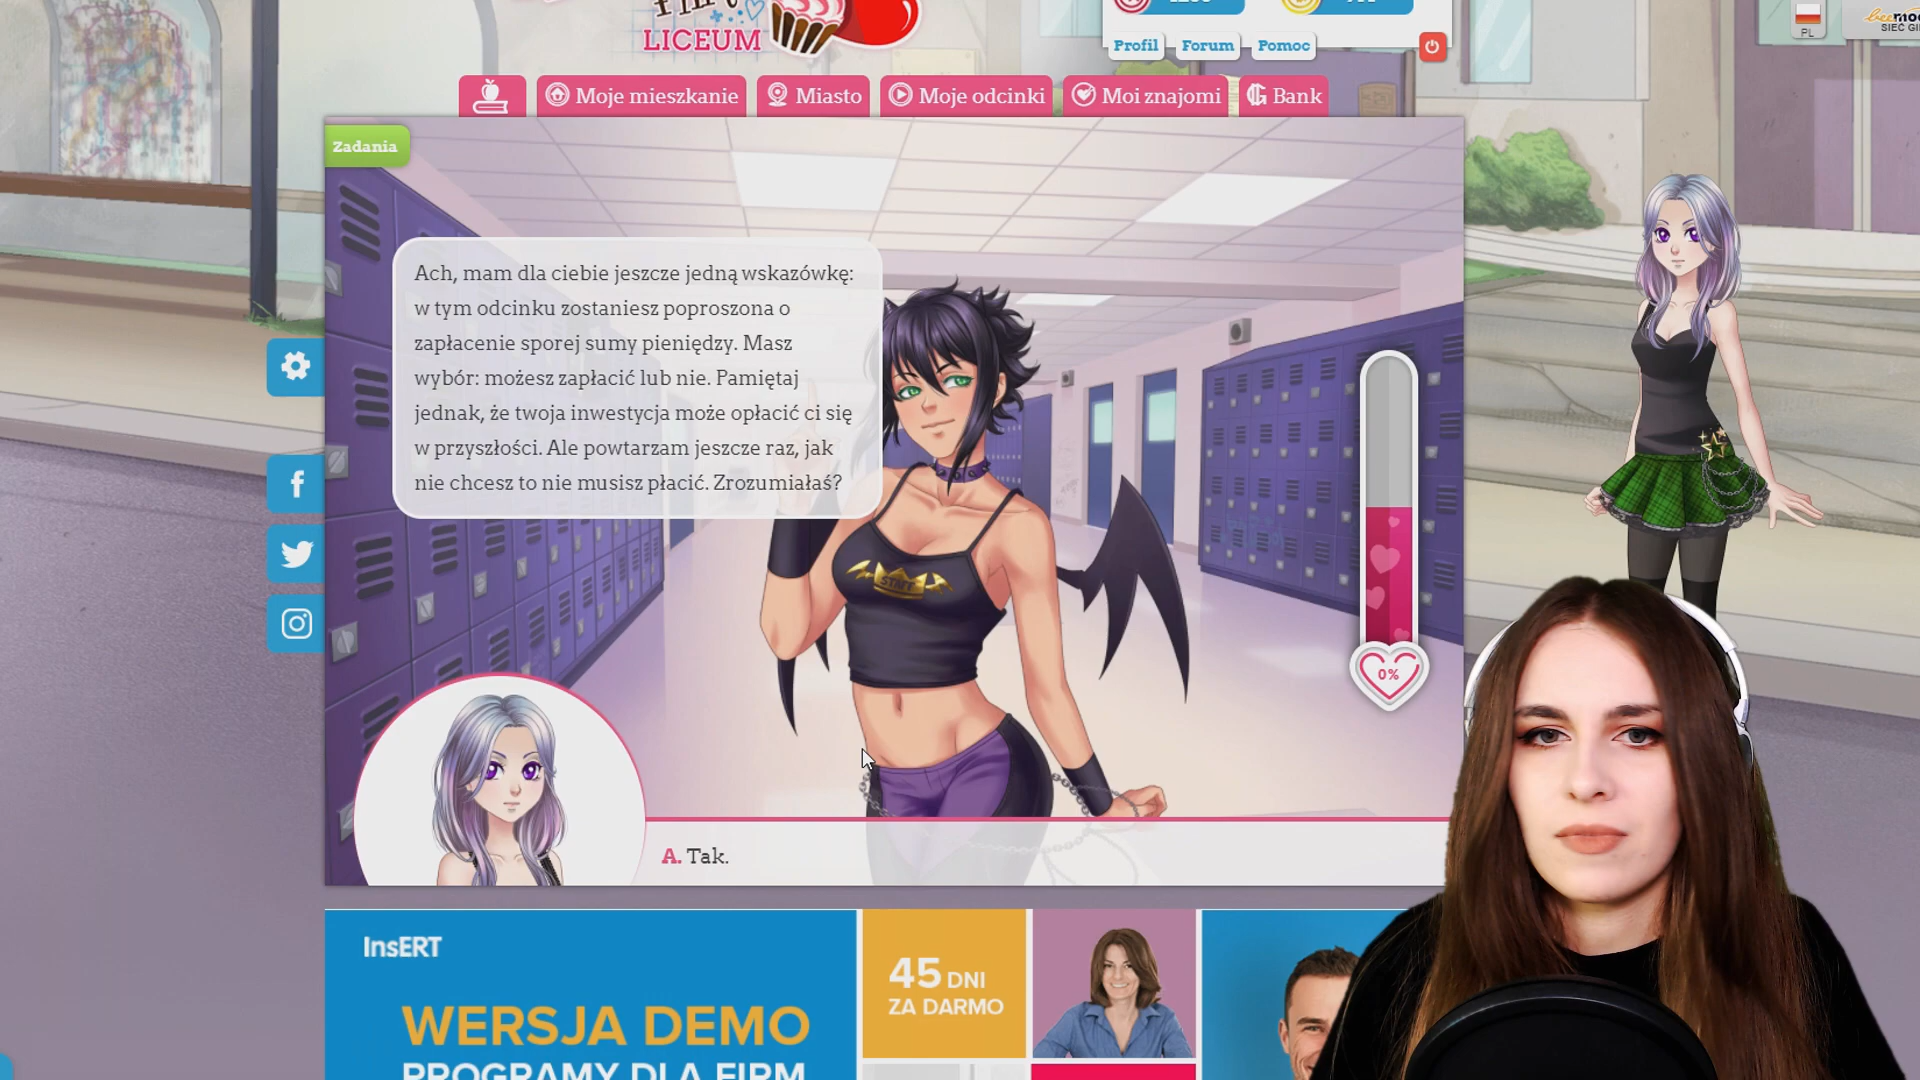 LICEUM
Profil
Forum
Pomoc
PL
Moje mieszkanie
Miasto
Moje odcinki
Moi znajomi
Bank
Zadania
Ach, mam dla ciebie jeszcze jedną wskazówkę:
w tym odcinku zostaniesz poproszona o
zapłacenie sporej sumy pieniędzy. Masz
wybór: możesz zapłacić lub nie. Pamiętaj
jednak, że twoja inwestycja może opłacić ci się
w przyszłości. Ale powtarzam jeszcze raz, jak
nie chcesz to nie musisz płacić. Zrozumiałaś?
STAFF
0%
A. Tak.
InsERT
WERSJA DEMO
PROGRAMY DLA FIRM
45 DNI
ZA DARMO